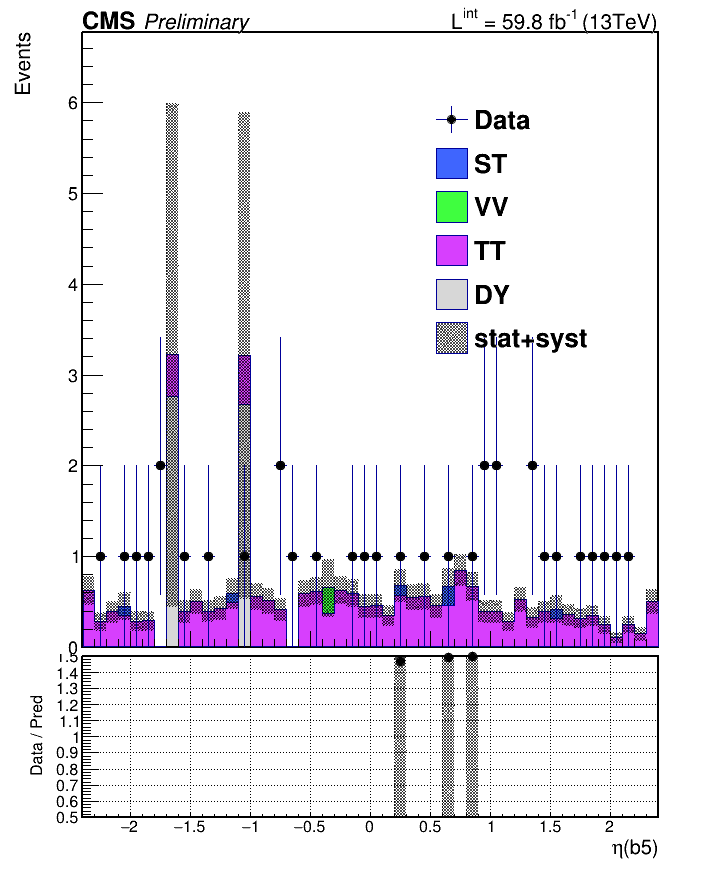 CMS Preliminary L^int = 59.8 fb^-1 (13TeV)
Events
6
5
4
3
2
1
0
Data
ST
VV
TT
DY
stat+syst
Data / Pred
1.5
1.4
1.3
1.2
1.1
1
0.9
0.8
0.7
0.6
0.5
−2 −1.5 −1 −0.5 0 0.5 1 1.5 2
η(b5)